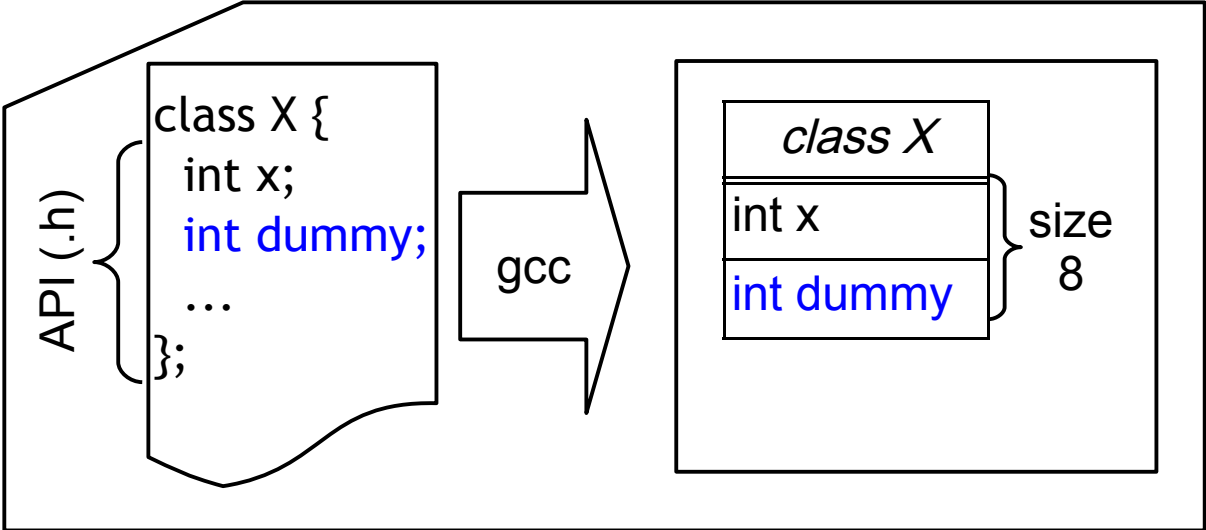 API (.h)
class X {
int x;
int dummy;
...
};
gcc
class X
int x
int dummy
size
8